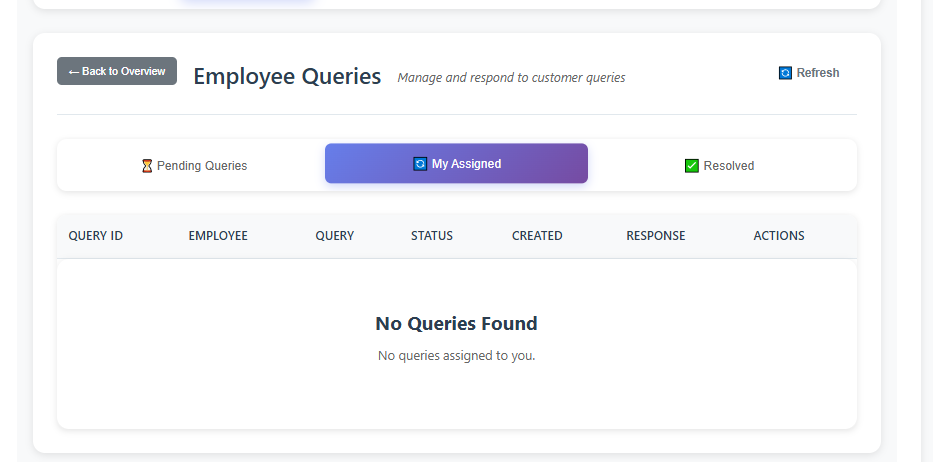 ← Back to Overview
Employee Queries
Manage and respond to customer queries
🔄 Refresh
⏳ Pending Queries
🔄 My Assigned
✅ Resolved
QUERY ID EMPLOYEE QUERY STATUS CREATED RESPONSE ACTIONS
No Queries Found
No queries assigned to you.